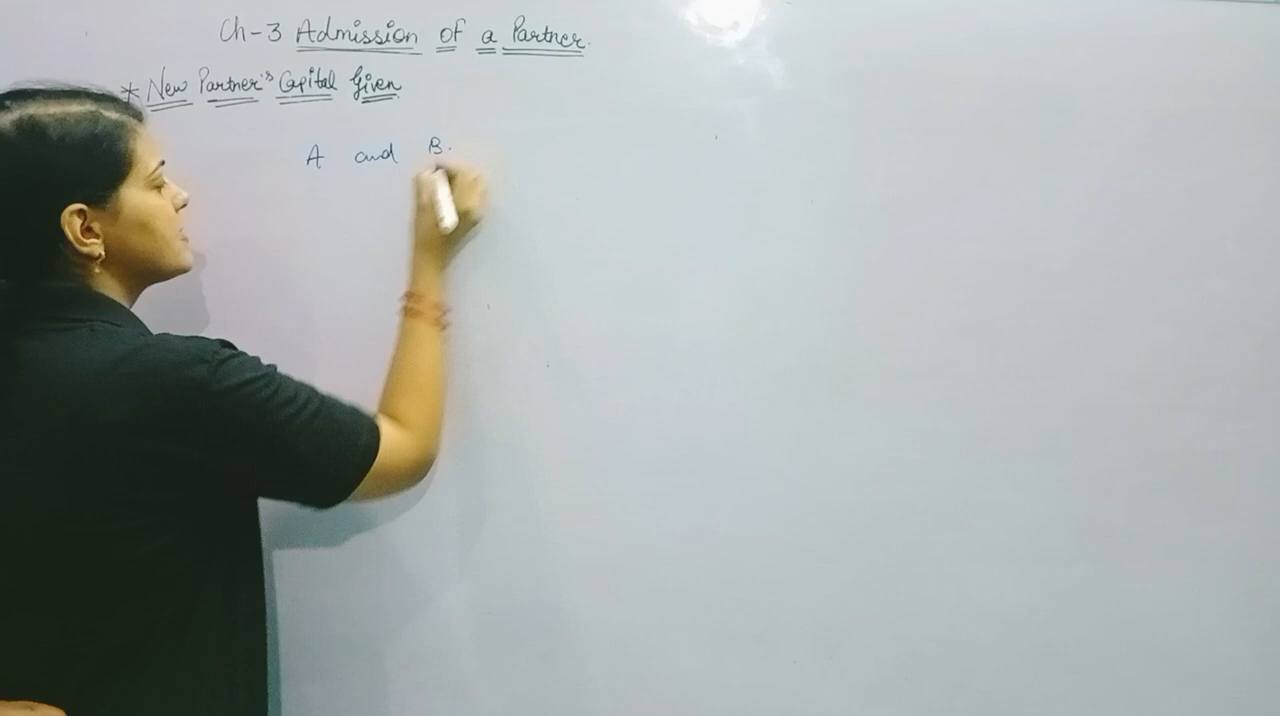 Ch-3 Admission of a Partner.
* New Partner's Capital Given
A and B.